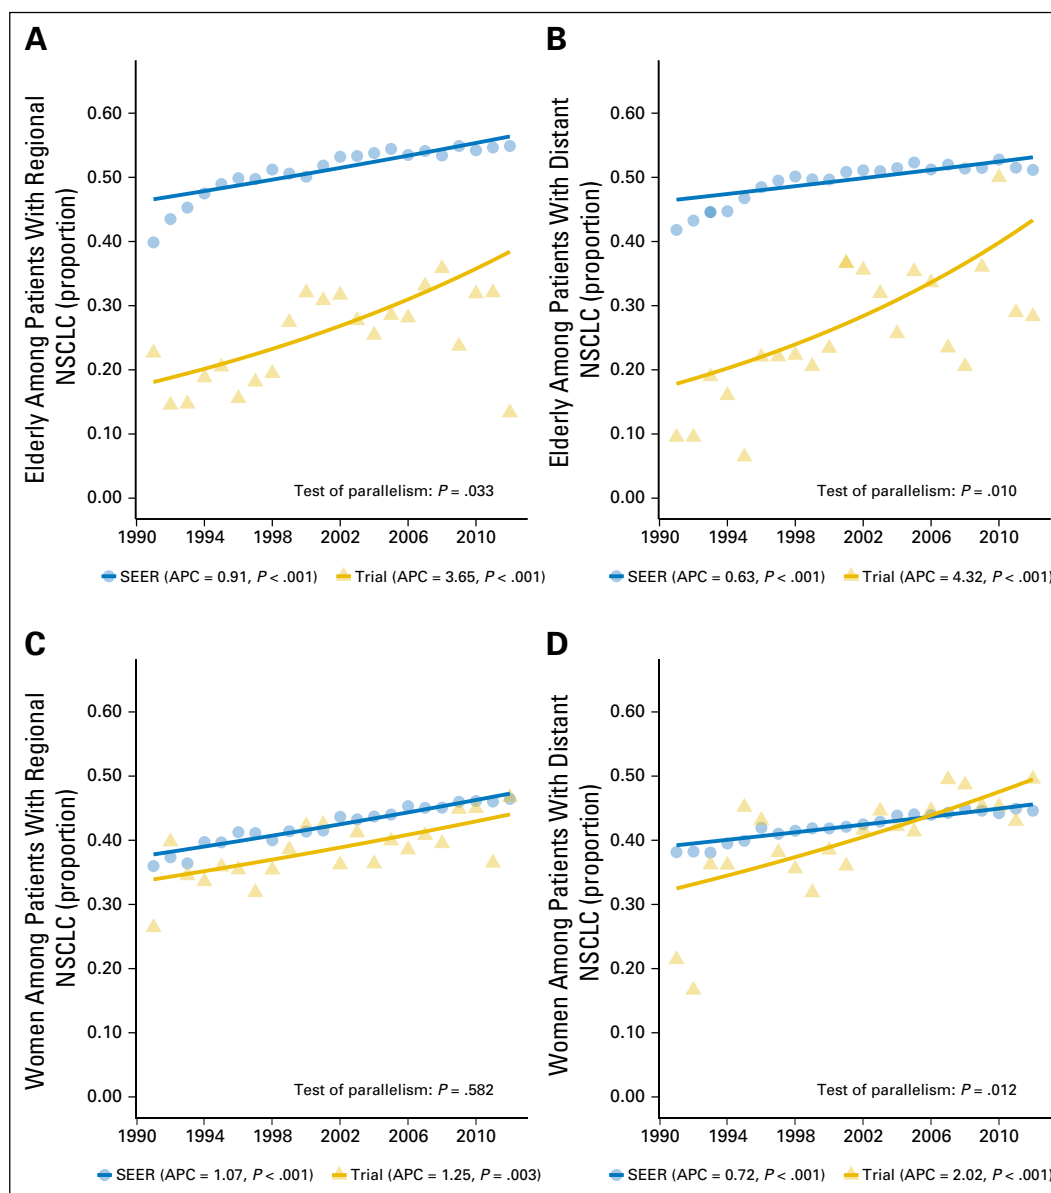 A
Elderly Among Patients With Regional
NSCLC (proportion)
0.60
0.50
0.40
0.30
0.20
0.10
0.00
Test of parallelism: P = .033
1990 1994 1998 2002 2006 2010
SEER (APC = 0.91, P < .001) Trial (APC = 3.65, P < .001)
B
Elderly Among Patients With Distant
NSCLC (proportion)
0.60
0.50
0.40
0.30
0.20
0.10
0.00
Test of parallelism: P = .010
1990 1994 1998 2002 2006 2010
SEER (APC = 0.63, P < .001) Trial (APC = 4.32, P < .001)
C
Women Among Patients With Regional
NSCLC (proportion)
0.60
0.50
0.40
0.30
0.20
0.10
0.00
Test of parallelism: P = .582
1990 1994 1998 2002 2006 2010
SEER (APC = 1.07, P < .001) Trial (APC = 1.25, P = .003)
D
Women Among Patients With Distant
NSCLC (proportion)
0.60
0.50
0.40
0.30
0.20
0.10
0.00
Test of parallelism: P = .012
1990 1994 1998 2002 2006 2010
SEER (APC = 0.72, P < .001) Trial (APC = 2.02, P < .001)